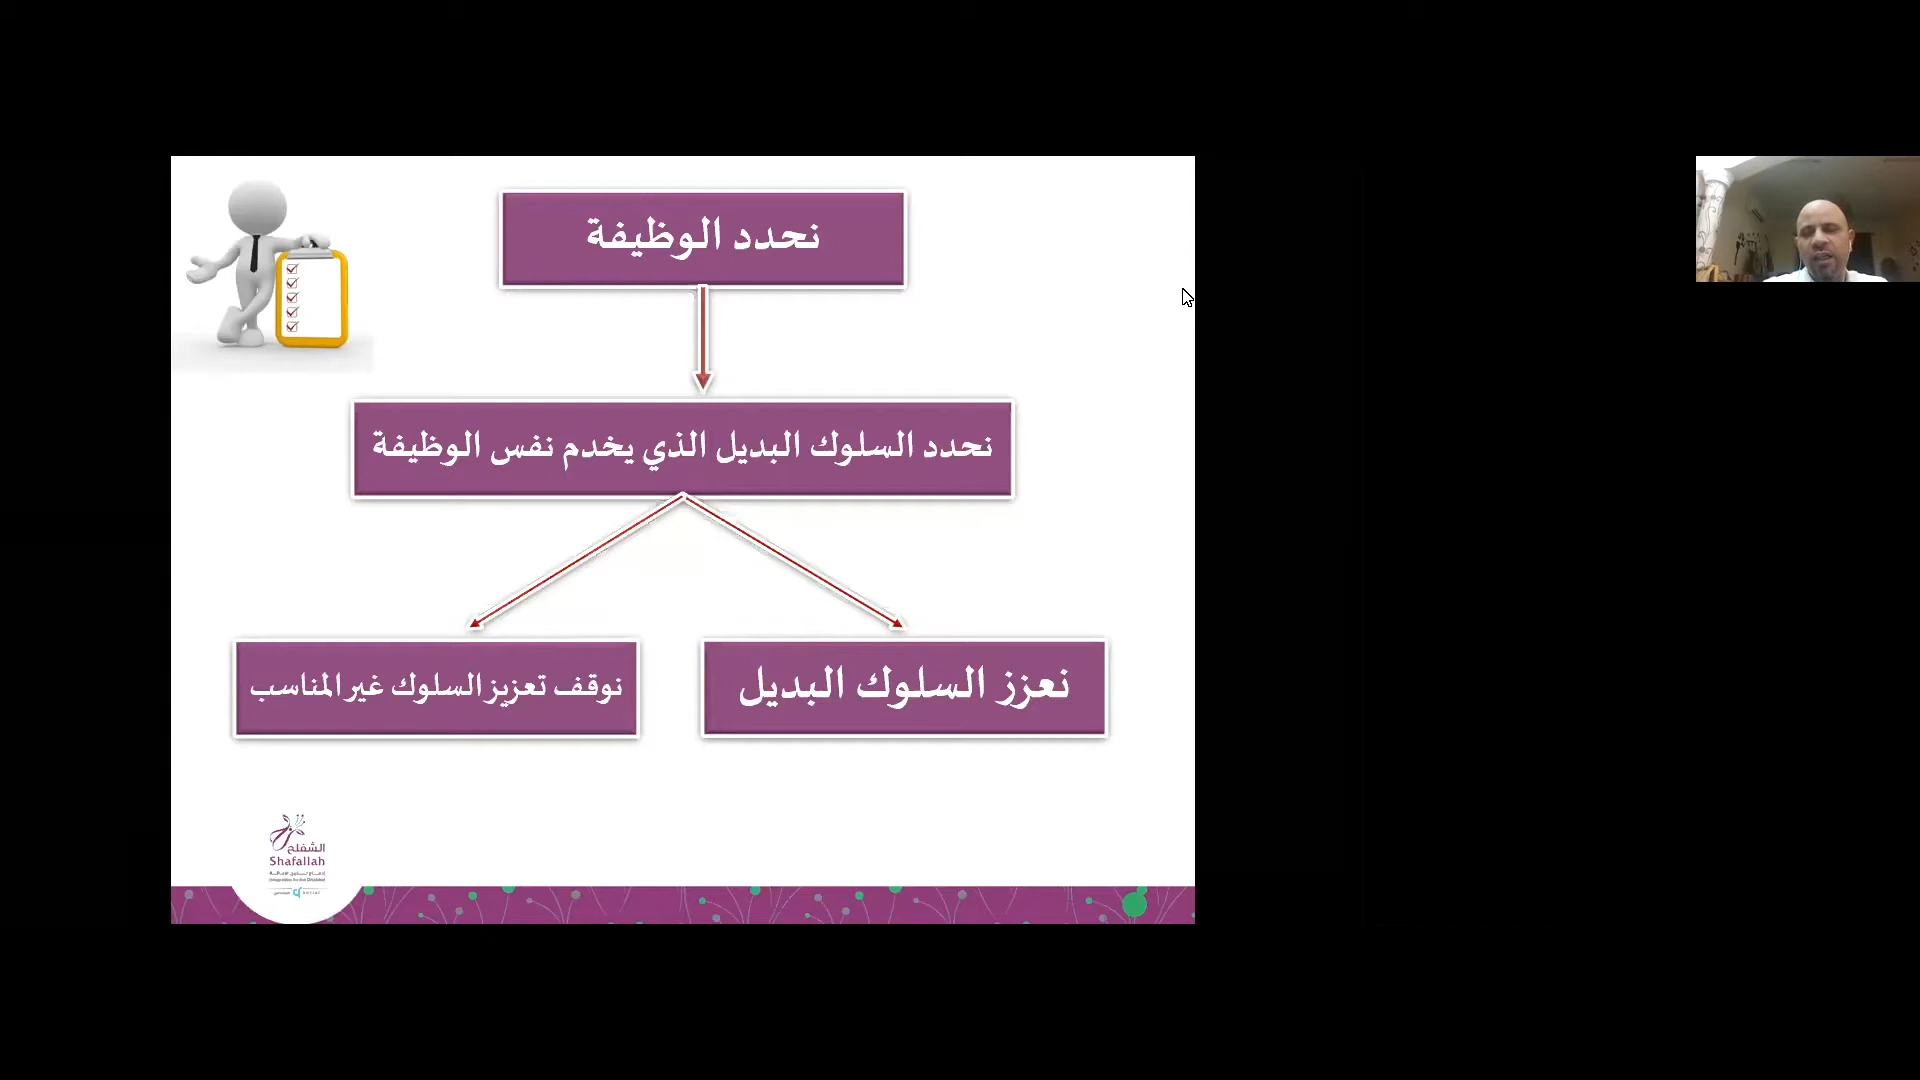 نحدد الوظيفة
نحدد السلوك البديل الذي يخدم نفس الوظيفة
نعزز السلوك البديل
نوقف تعزيز السلوك غير المناسب
الشفلح
Shafallah